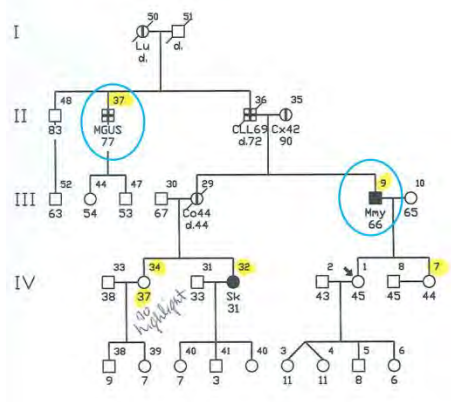 50 51
I
Lu
d. d.
48 37 36 35
II
83 MGUS CLL69 Cx42
77 d.72 90
52 44 47 30 29 9 10
III
63 54 53 67 Co44 Mmy 65
d.44 66
33 34 31 32 2 1 8 7
IV
38 37 33 Sk 43 45 45 44
31
no highlight
38 39 40 41 40 3 4 5 6
9 7 7 3 11 11 8 6